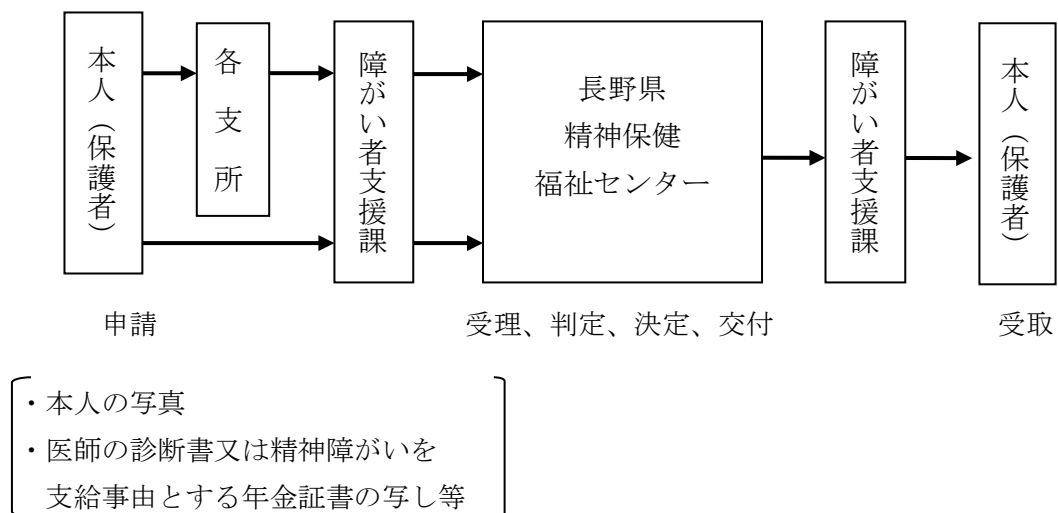 本人（保護者）
各支所
障がい者支援課
長野県
精神保健
福祉センター
障がい者支援課
本人（保護者）
申請
受理、判定、決定、交付
受取
・本人の写真
・医師の診断書又は精神障がいを
支給事由とする年金証書の写し等